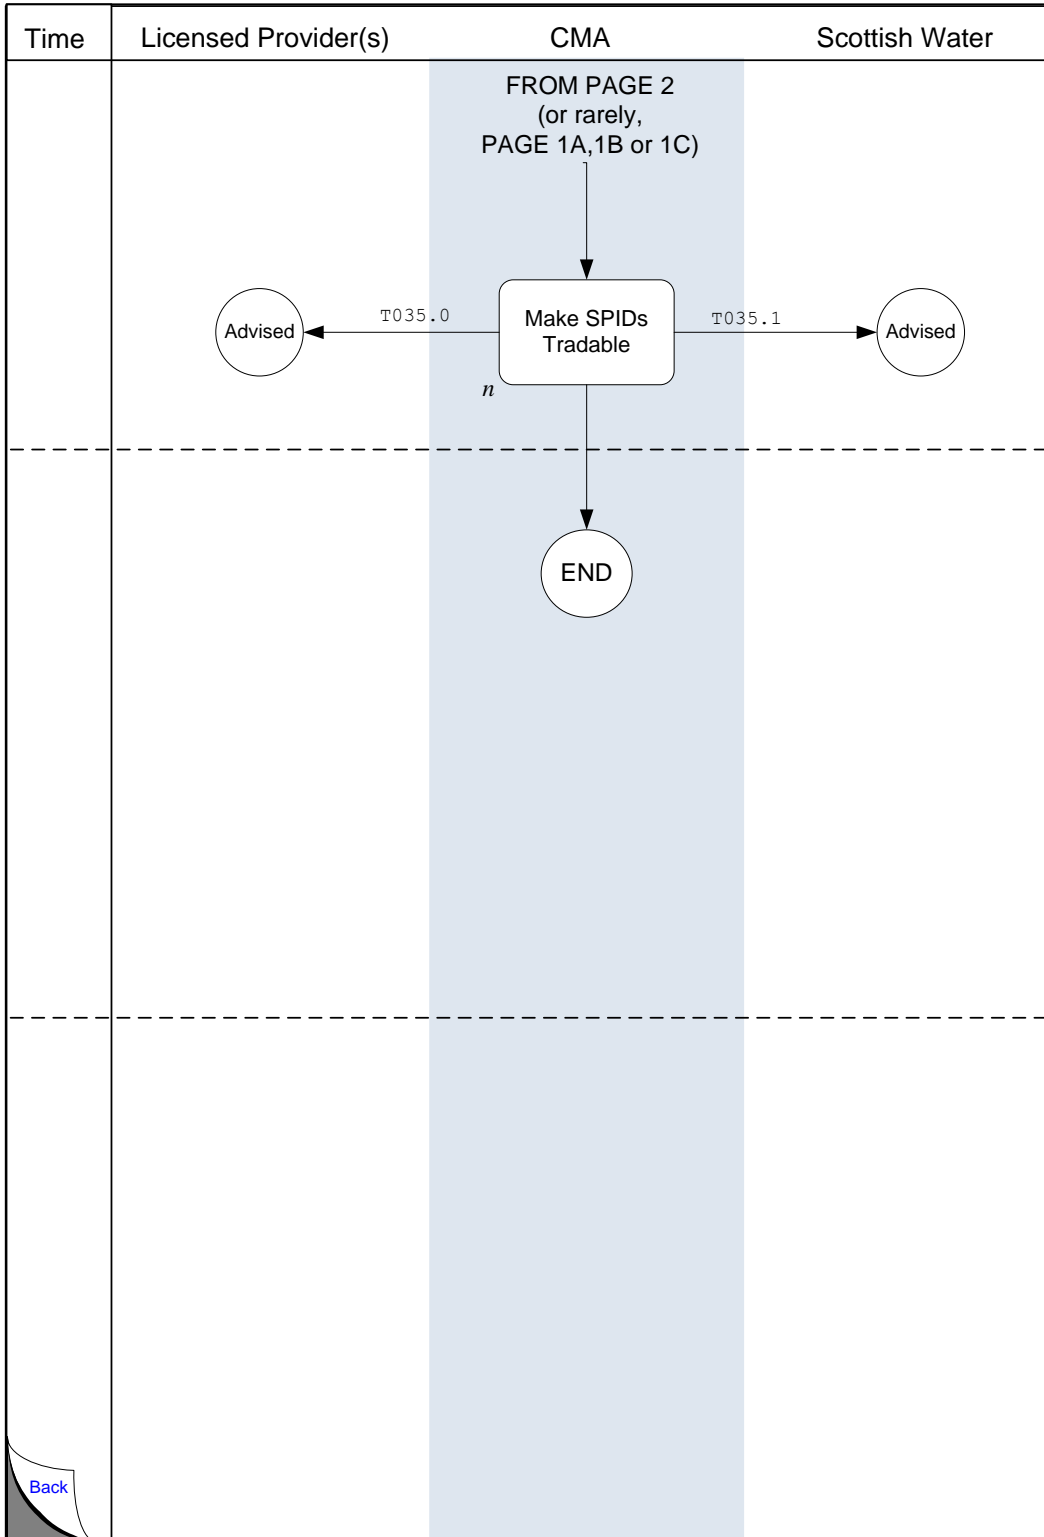 Time
Licensed Provider(s)
CMA
Scottish Water
FROM PAGE 2
(or rarely,
PAGE 1A,1B or 1C)
Advised
T035.0
Make SPIDs
Tradable
T035.1
Advised
n
END
Back